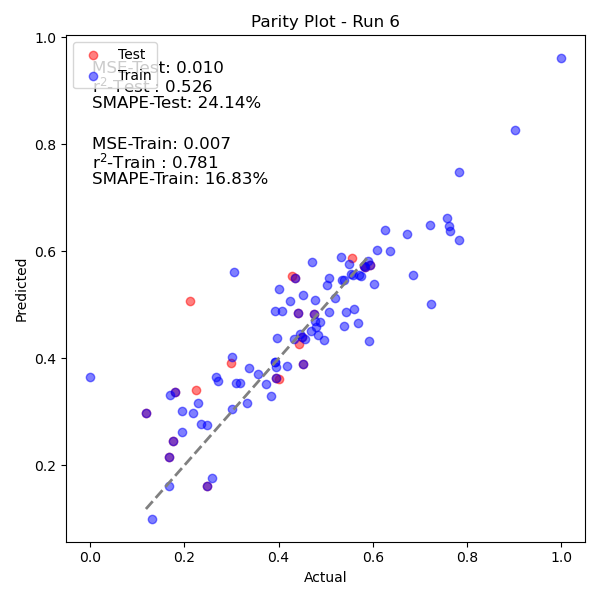 Parity Plot - Run 6
Test
Train
MSE-Test: 0.010
r²-Test : 0.526
SMAPE-Test: 24.14%
MSE-Train: 0.007
r²-Train : 0.781
SMAPE-Train: 16.83%
1.0
0.8
0.6
0.4
0.2
Predicted
0.0 0.2 0.4 0.6 0.8 1.0
Actual